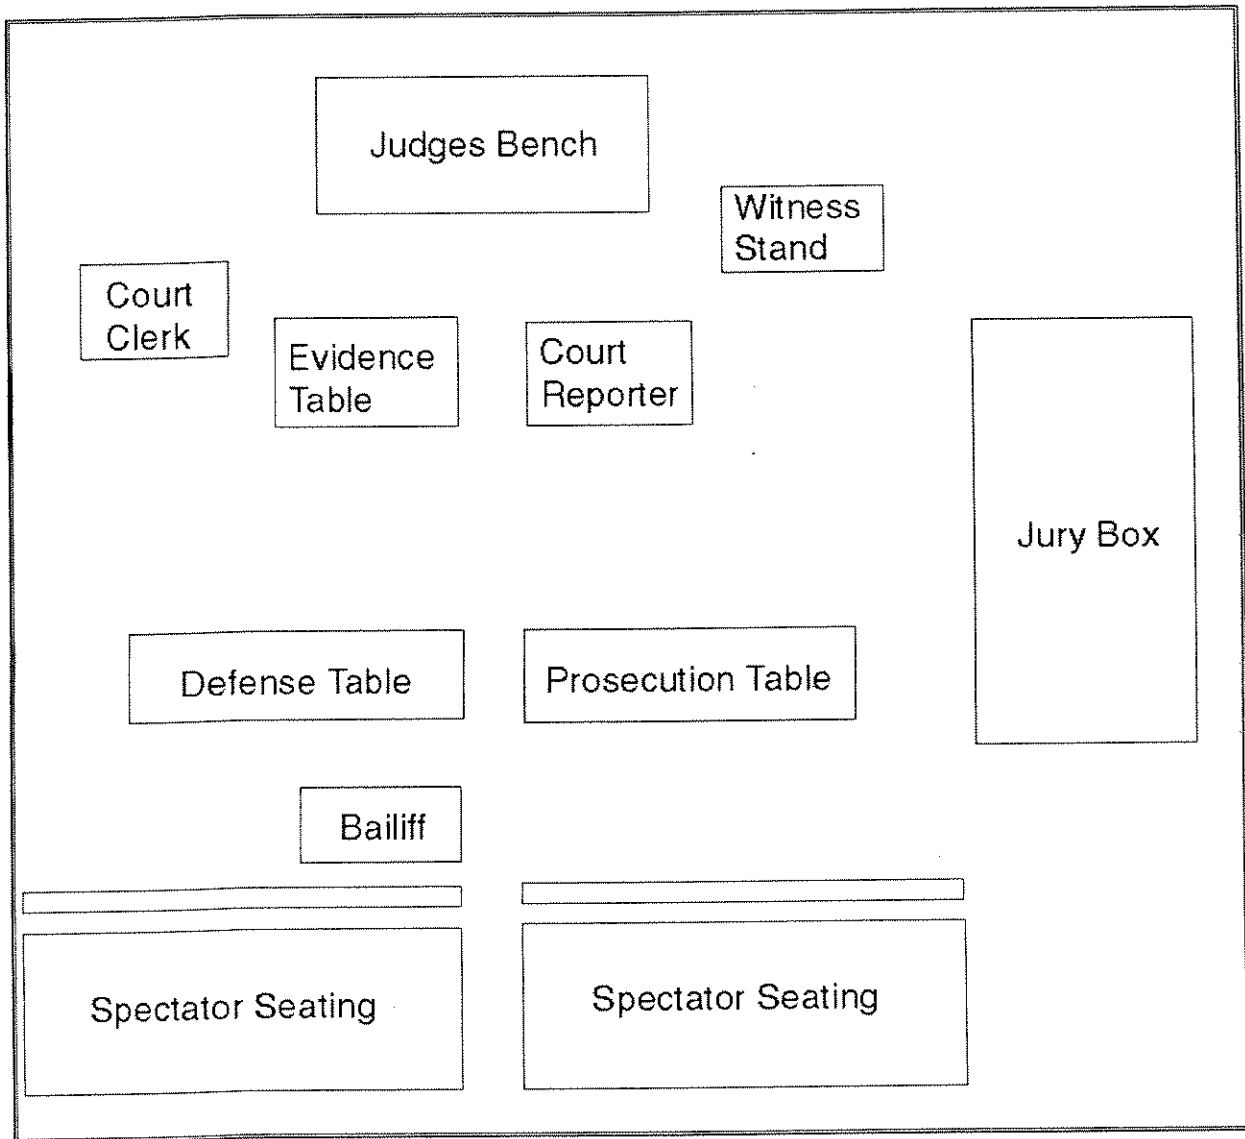 Judges Bench
Witness
Stand
Court
Clerk
Evidence
Table
Court
Reporter
Jury Box
Defense Table
Prosecution Table
Bailiff
Spectator Seating
Spectator Seating